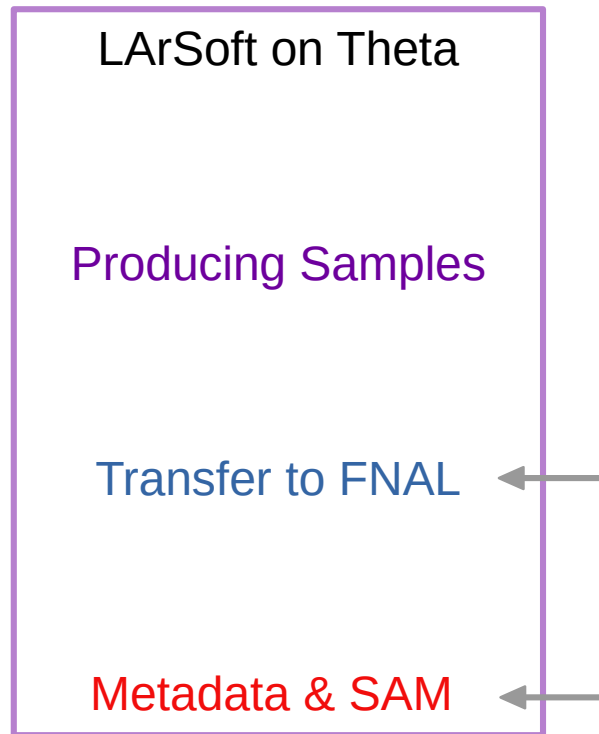 LArSoft on Theta
Producing Samples
Transfer to FNAL
Metadata & SAM